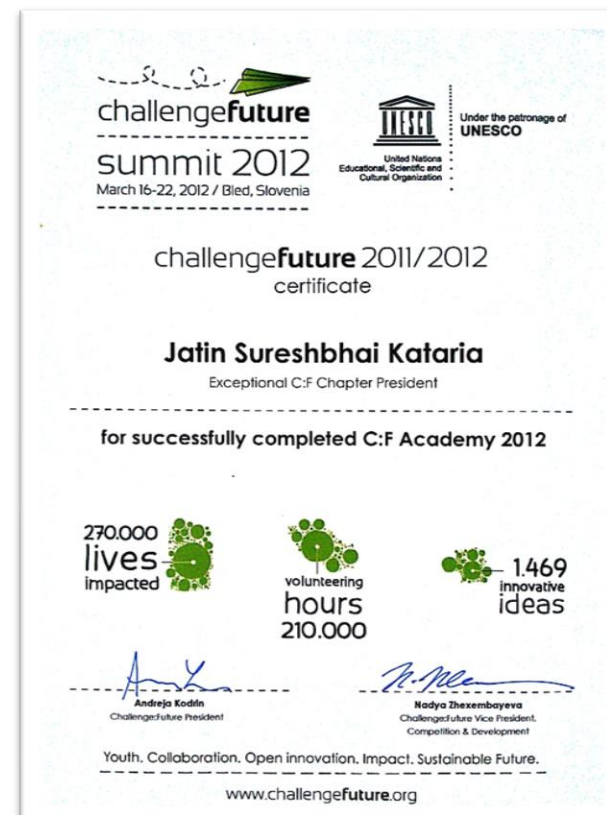 challengefuture
summit 2012
March 16-22, 2012 / Bled, Slovenia
UNESCO
United Nations
Educational, Scientific and
Cultural Organization
Under the patronage of
UNESCO
challengefuture 2011/2012
certificate
Jatin Sureshbhai Kataria
Exceptional C:F Chapter President
for successfully completed C:F Academy 2012
270.000
lives
impacted
volunteering
hours
210.000
1.469
innovative
ideas
Andreja Kodrin
Challenge:Future President
Nadya Zhexembayeva
Challenge:Future Vice President,
Competition & Development
Youth. Collaboration. Open innovation. Impact. Sustainable Future.
www.challengefuture.org